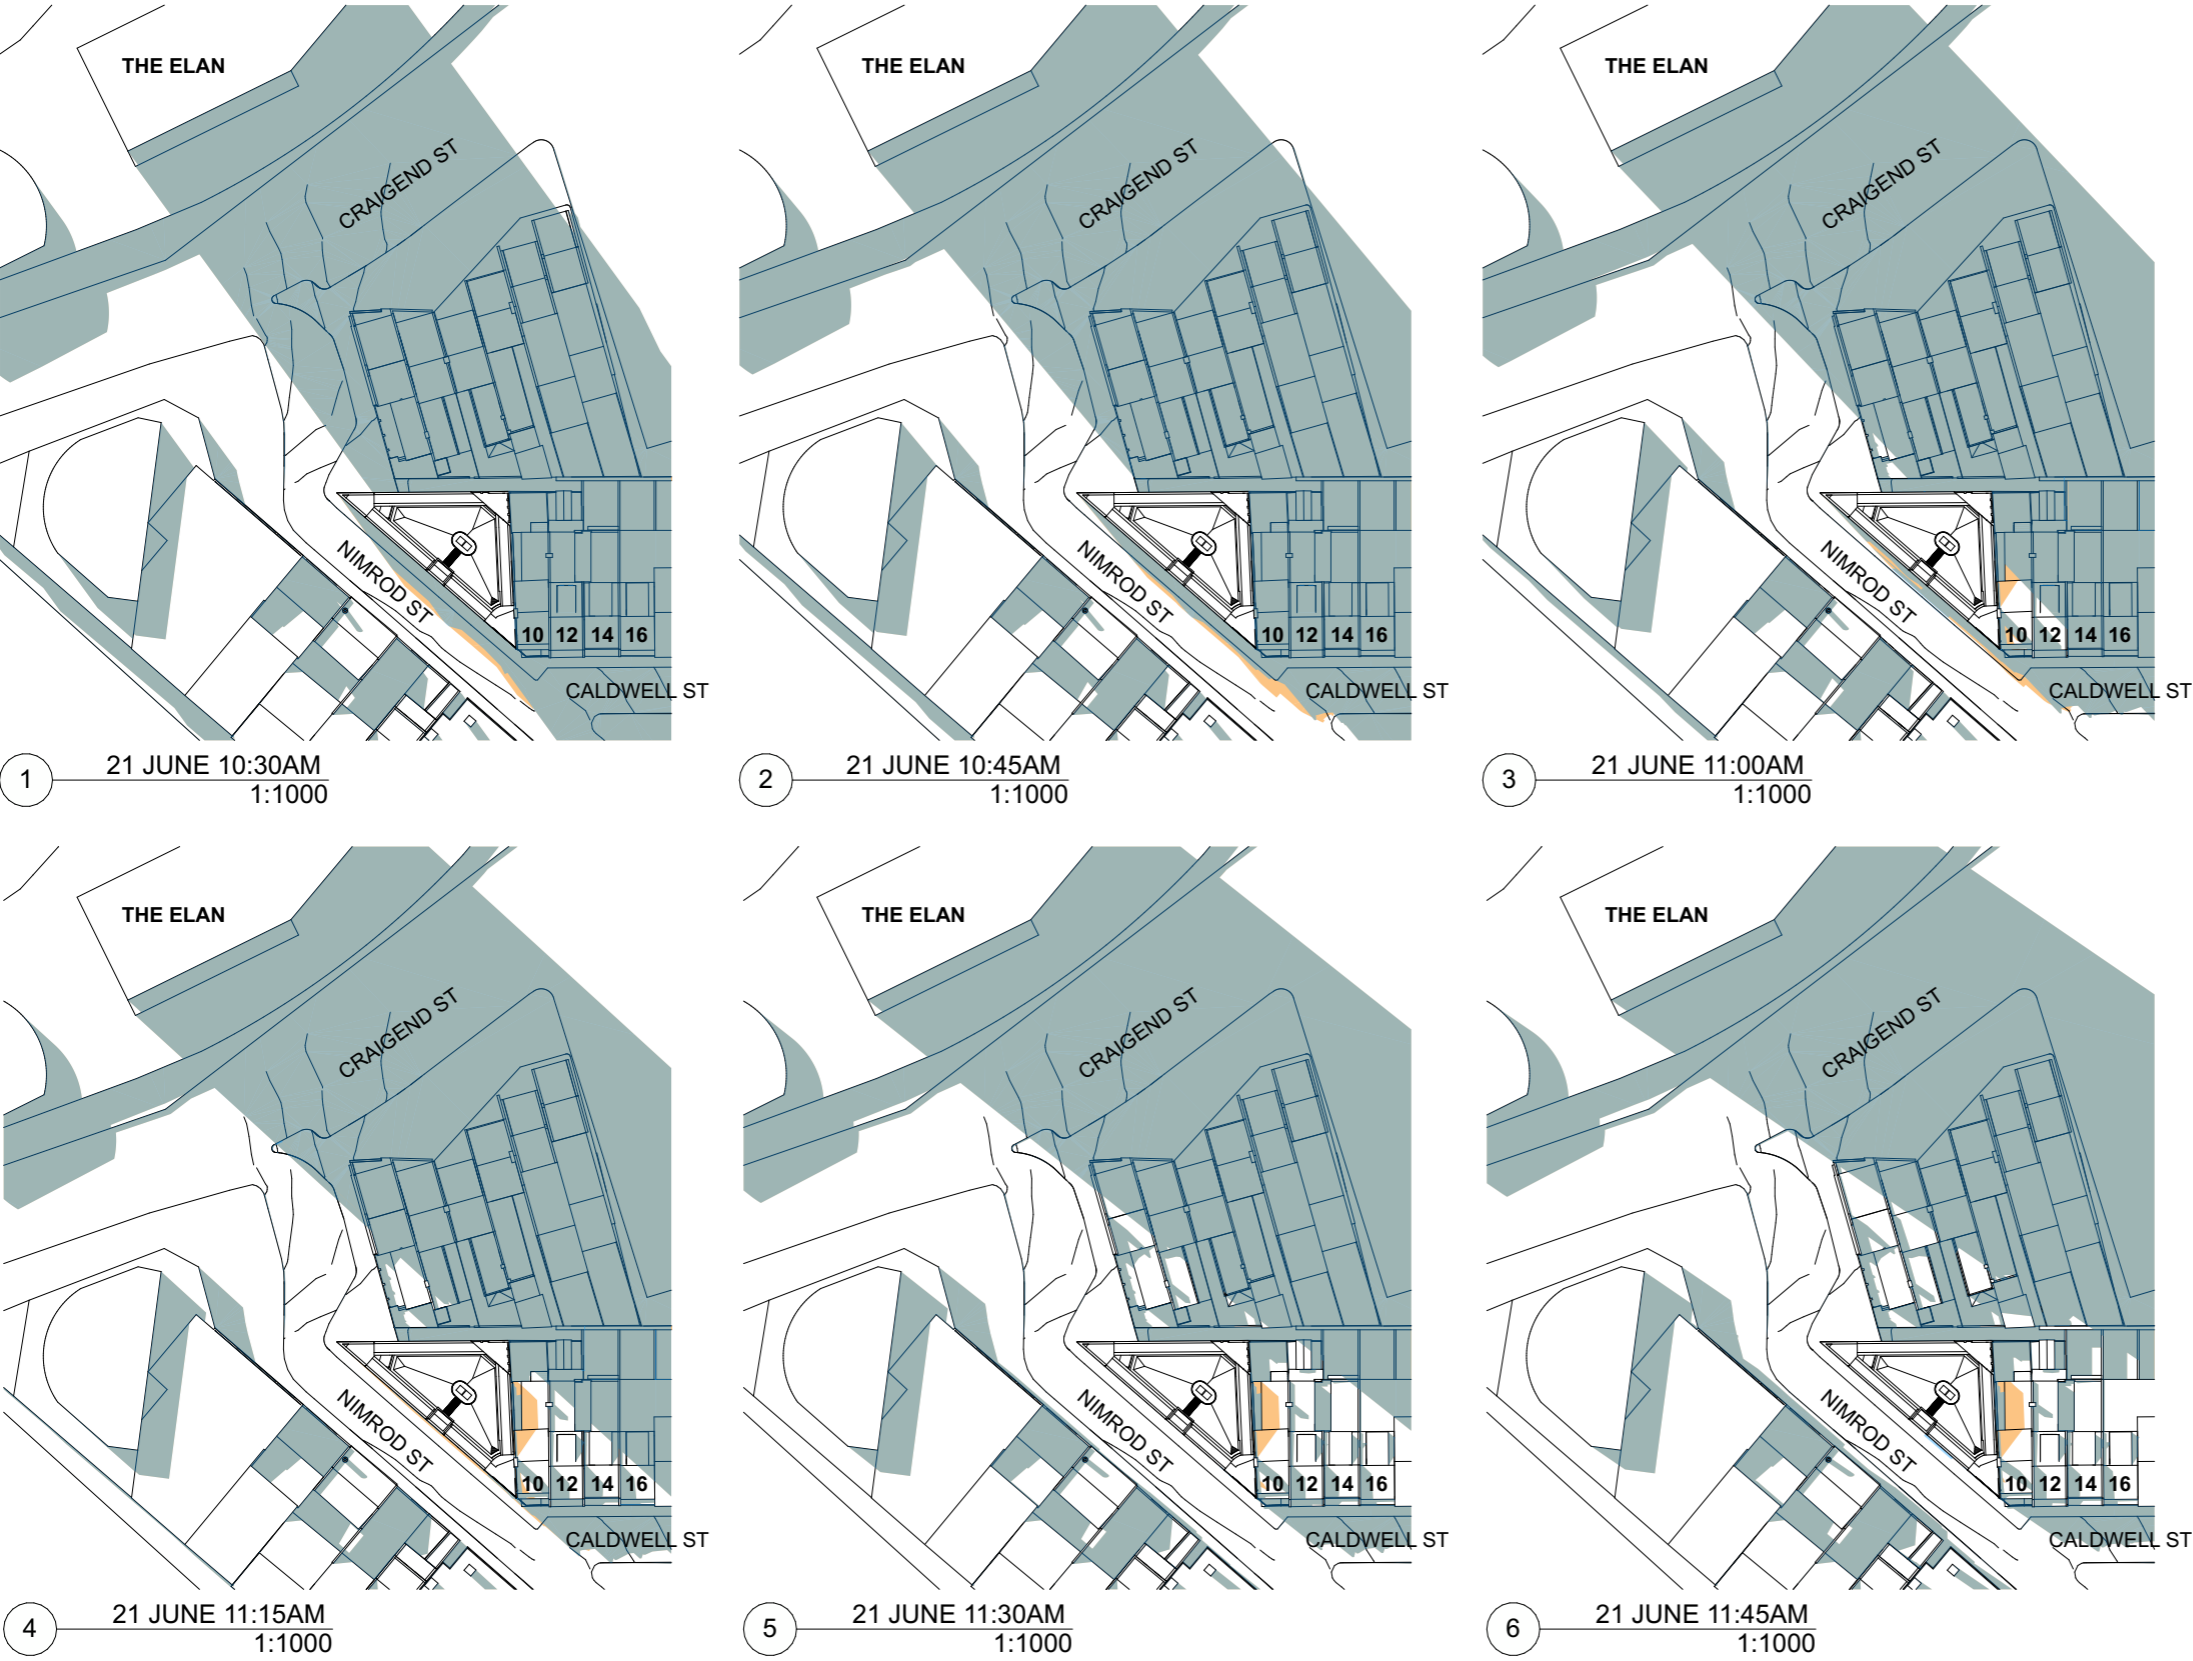 THE ELAN
CRAIGEND ST
NIMROD ST
10 12 14 16
CALDWELL ST
1
21 JUNE 10:30AM
1:1000
THE ELAN
CRAIGEND ST
NIMROD ST
10 12 14 16
CALDWELL ST
2
21 JUNE 10:45AM
1:1000
THE ELAN
CRAIGEND ST
NIMROD ST
10 12 14 16
CALDWELL ST
3
21 JUNE 11:00AM
1:1000
THE ELAN
CRAIGEND ST
NIMROD ST
10 12 14 16
CALDWELL ST
4
21 JUNE 11:15AM
1:1000
THE ELAN
CRAIGEND ST
NIMROD ST
10 12 14 16
CALDWELL ST
5
21 JUNE 11:30AM
1:1000
THE ELAN
CRAIGEND ST
NIMROD ST
10 12 14 16
CALDWELL ST
6
21 JUNE 11:45AM
1:1000